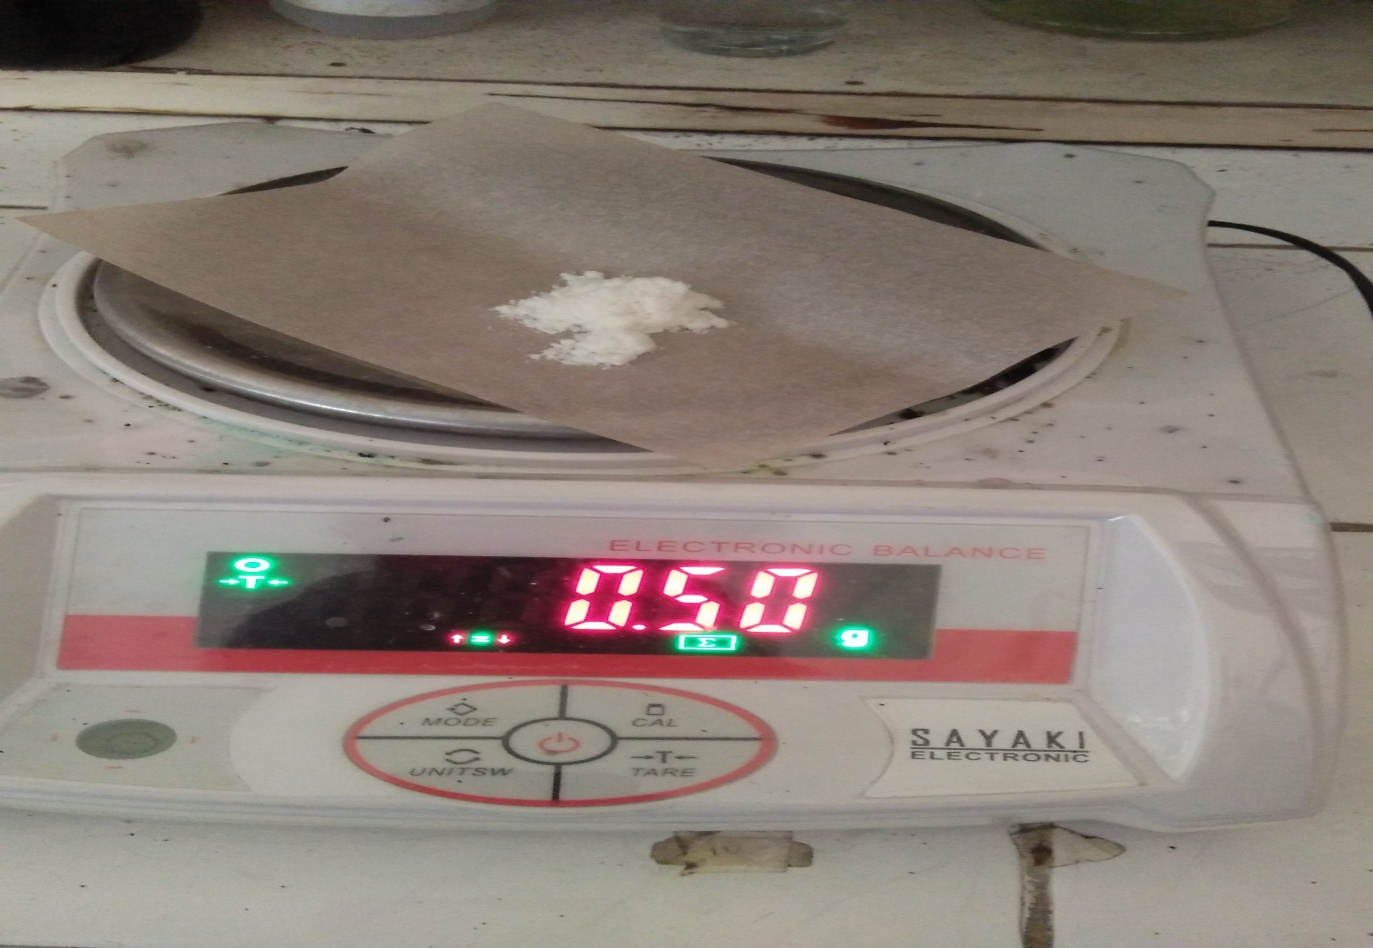 ELECTRONIC BALANCE
→T←
0.50
Σ
g
MODE
CAL
UNITSW
→T←
TARE
SAYAKI
ELECTRONIC